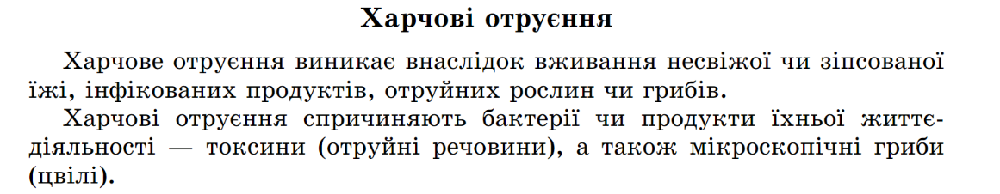 Харчові отруєння
Харчове отруєння виникає внаслідок вживання несвіжої чи зіпсованої
їжі, інфікованих продуктів, отруйних рослин чи грибів.
Харчові отруєння спричиняють бактерії чи продукти їхньої життє-
діяльності — токсини (отруйні речовини), а також мікроскопічні гриби
(цвілі).